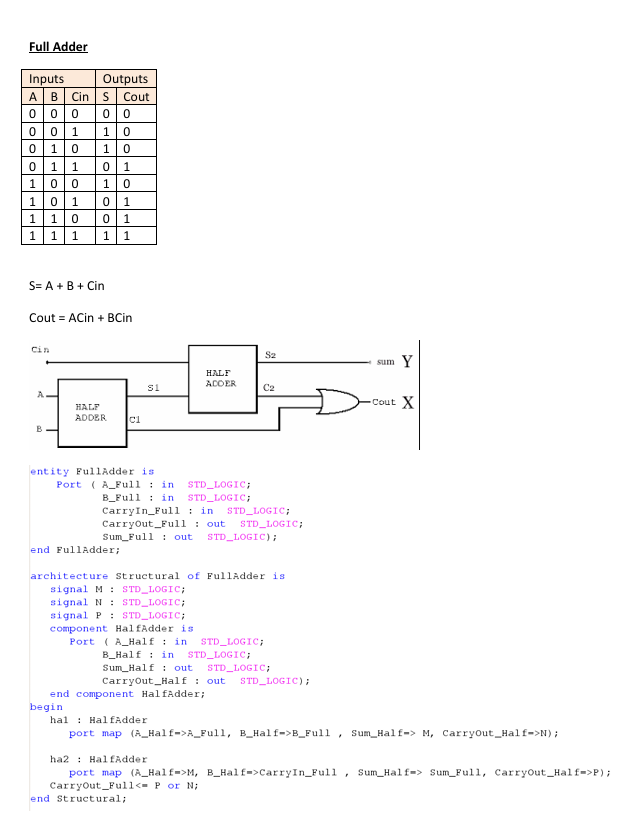 Full Adder
Inputs Outputs
A B Cin S Cout
0 0 0 0 0
0 0 1 1 0
0 1 0 1 0
0 1 1 0 1
1 0 0 1 0
1 0 1 0 1
1 1 0 0 1
1 1 1 1 1
S= A + B + Cin
Cout = ACin + BCin
Cin
S2
sum Y
HALF
ADDER
A
S1
C2
Cout X
HALF
ADDER
C1
B
entity FullAdder is
Port ( A_Full : in STD_LOGIC;
B_Full : in STD_LOGIC;
CarryIn_Full : in STD_LOGIC;
CarryOut_Full : out STD_LOGIC;
Sum_Full : out STD_LOGIC);
end FullAdder;
architecture Structural of FullAdder is
signal M : STD_LOGIC;
signal N : STD_LOGIC;
signal P : STD_LOGIC;
component HalfAdder is
Port ( A_Half : in STD_LOGIC;
B_Half : in STD_LOGIC;
Sum_Half : out STD_LOGIC;
CarryOut_Half : out STD_LOGIC);
end component HalfAdder;
begin
ha1 : HalfAdder
port map (A_Half=>A_Full, B_Half=>B_Full , Sum_Half=> M, CarryOut_Half=>N);
ha2 : HalfAdder
port map (A_Half=>M, B_Half=>CarryIn_Full , Sum_Half=> Sum_Full, CarryOut_Half=>P);
CarryOut_Full<= P or N;
end Structural;